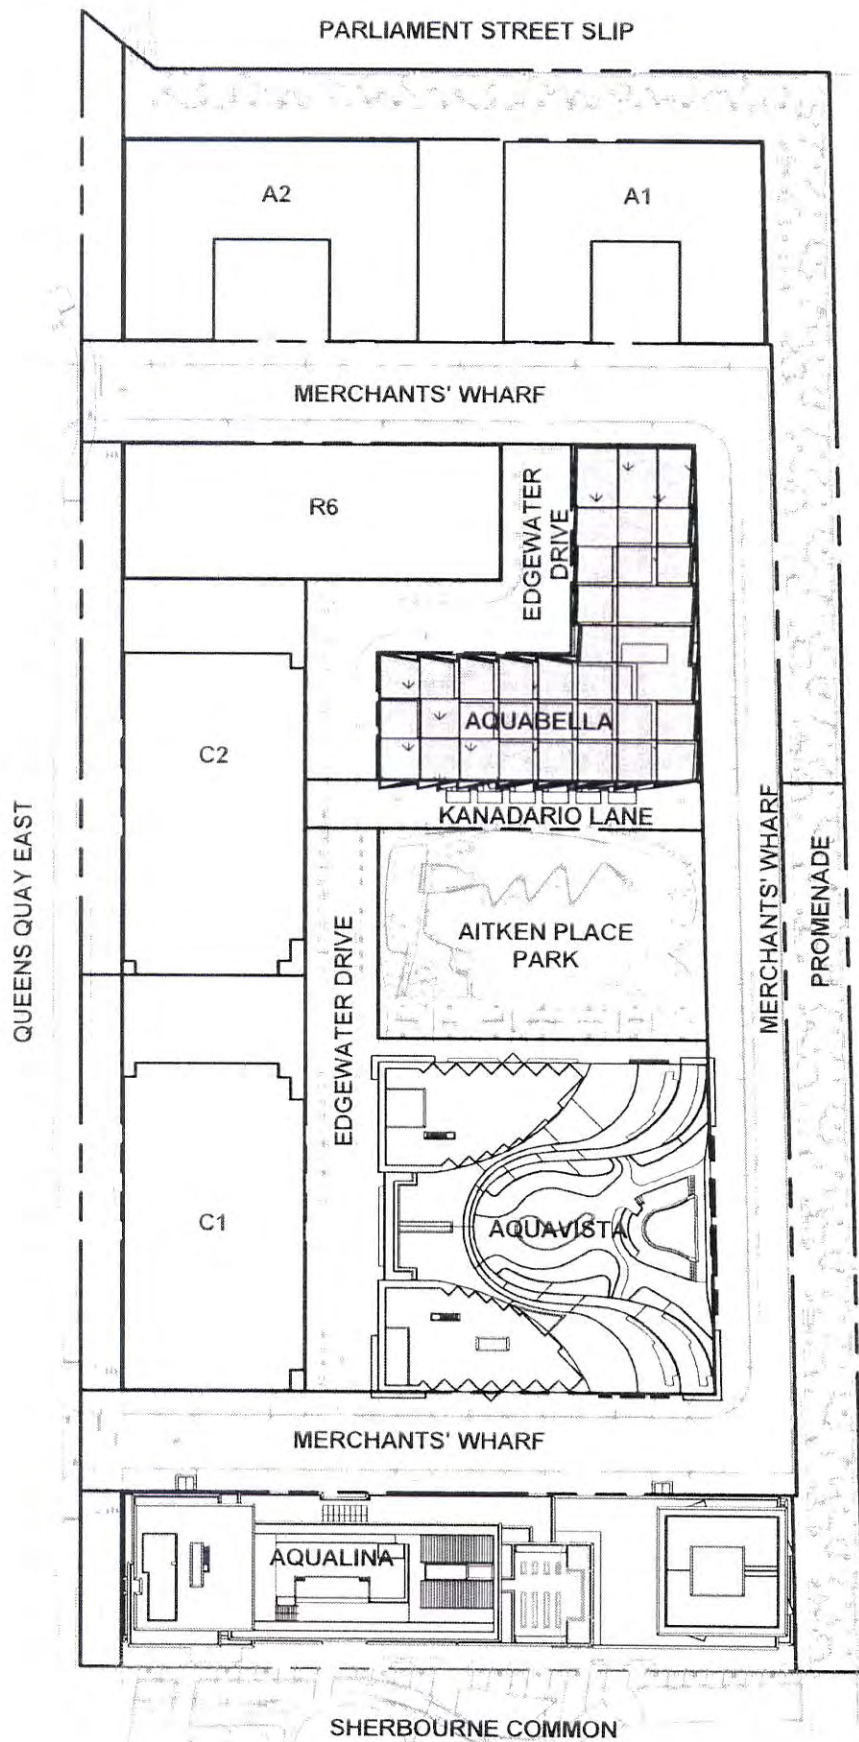 PARLIAMENT STREET SLIP
A2
A1
MERCHANTS' WHARF
R6
EDGEWATER
DRIVE
AQUABELLA
C2
KANADARIO LANE
QUEENS QUAY EAST
EDGEWATER DRIVE
AITKEN PLACE
PARK
MERCHANTS' WHARF
PROMENADE
C1
AQUAVISTA
MERCHANTS' WHARF
AQUALINA
SHERBOURNE COMMON